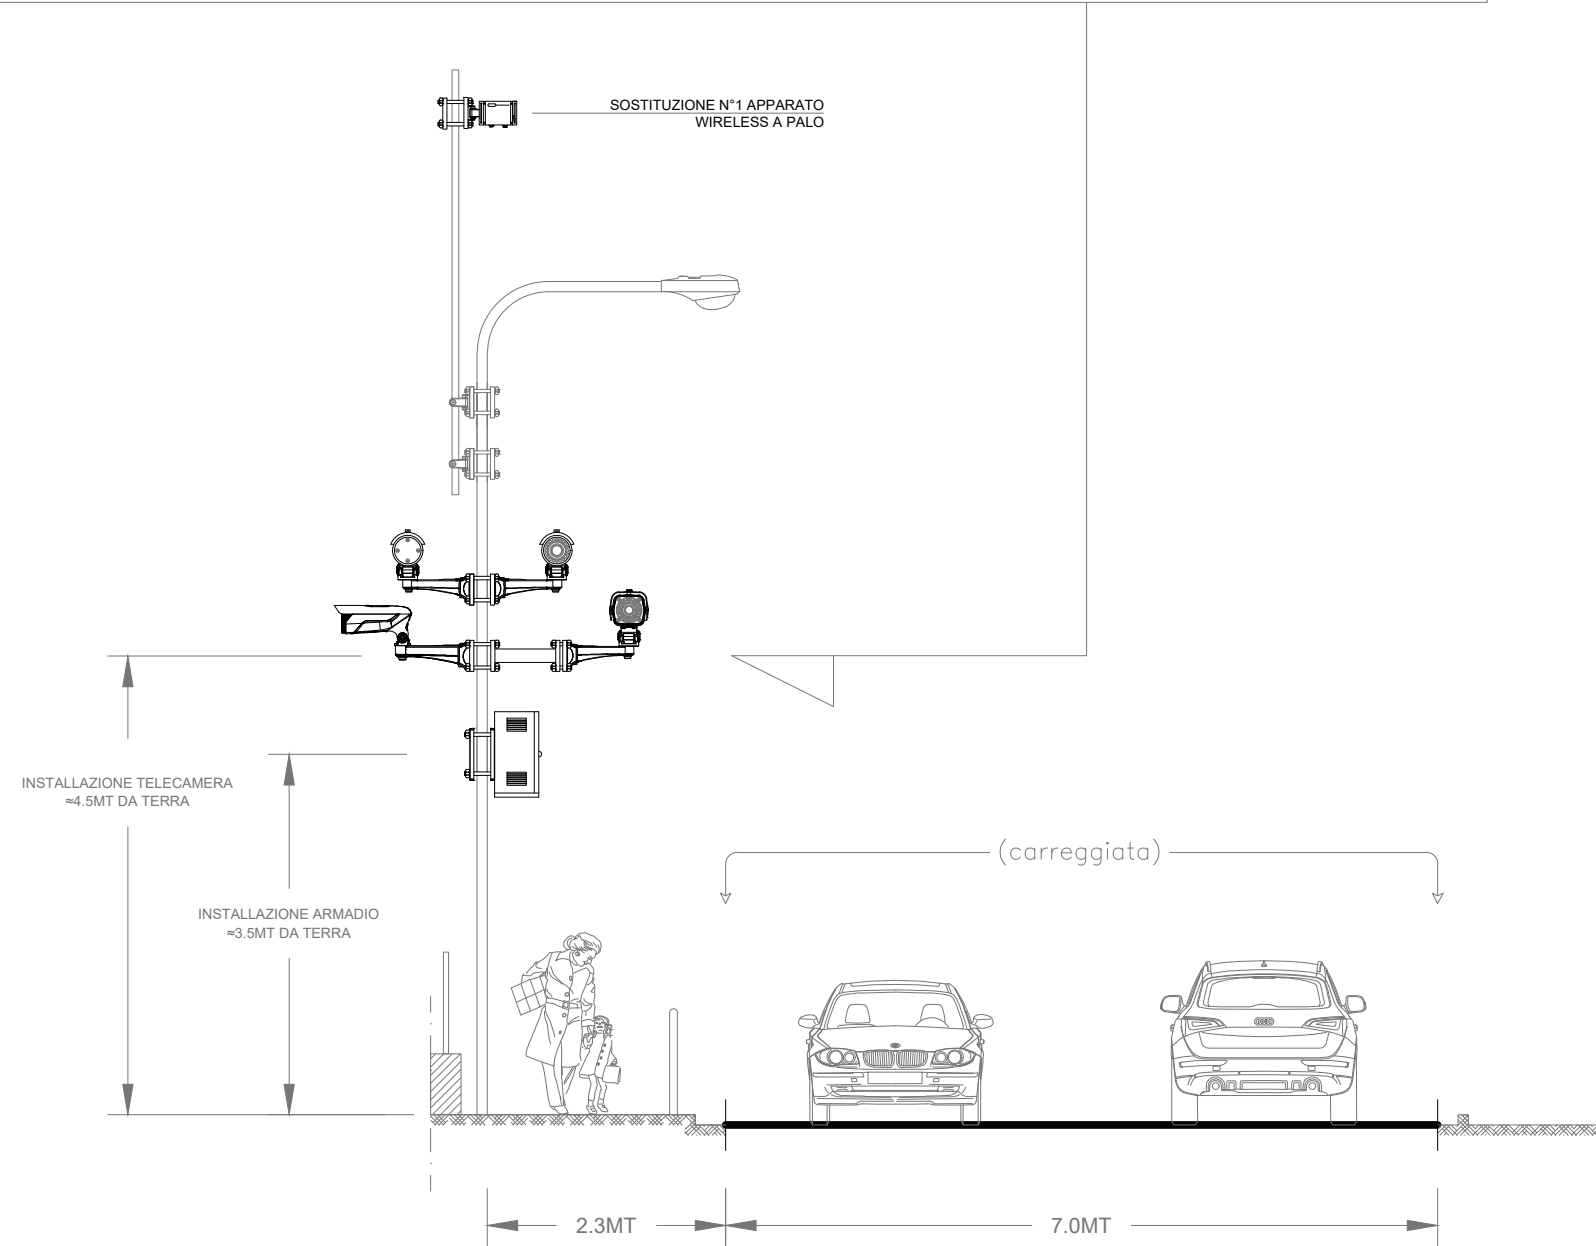 SOSTITUZIONE N°1 APPARATO
WIRELESS A PALO
INSTALLAZIONE TELECAMERA
≈4.5MT DA TERRA
(carreggiata)
INSTALLAZIONE ARMADIO
≈3.5MT DA TERRA
2.3MT
7.0MT